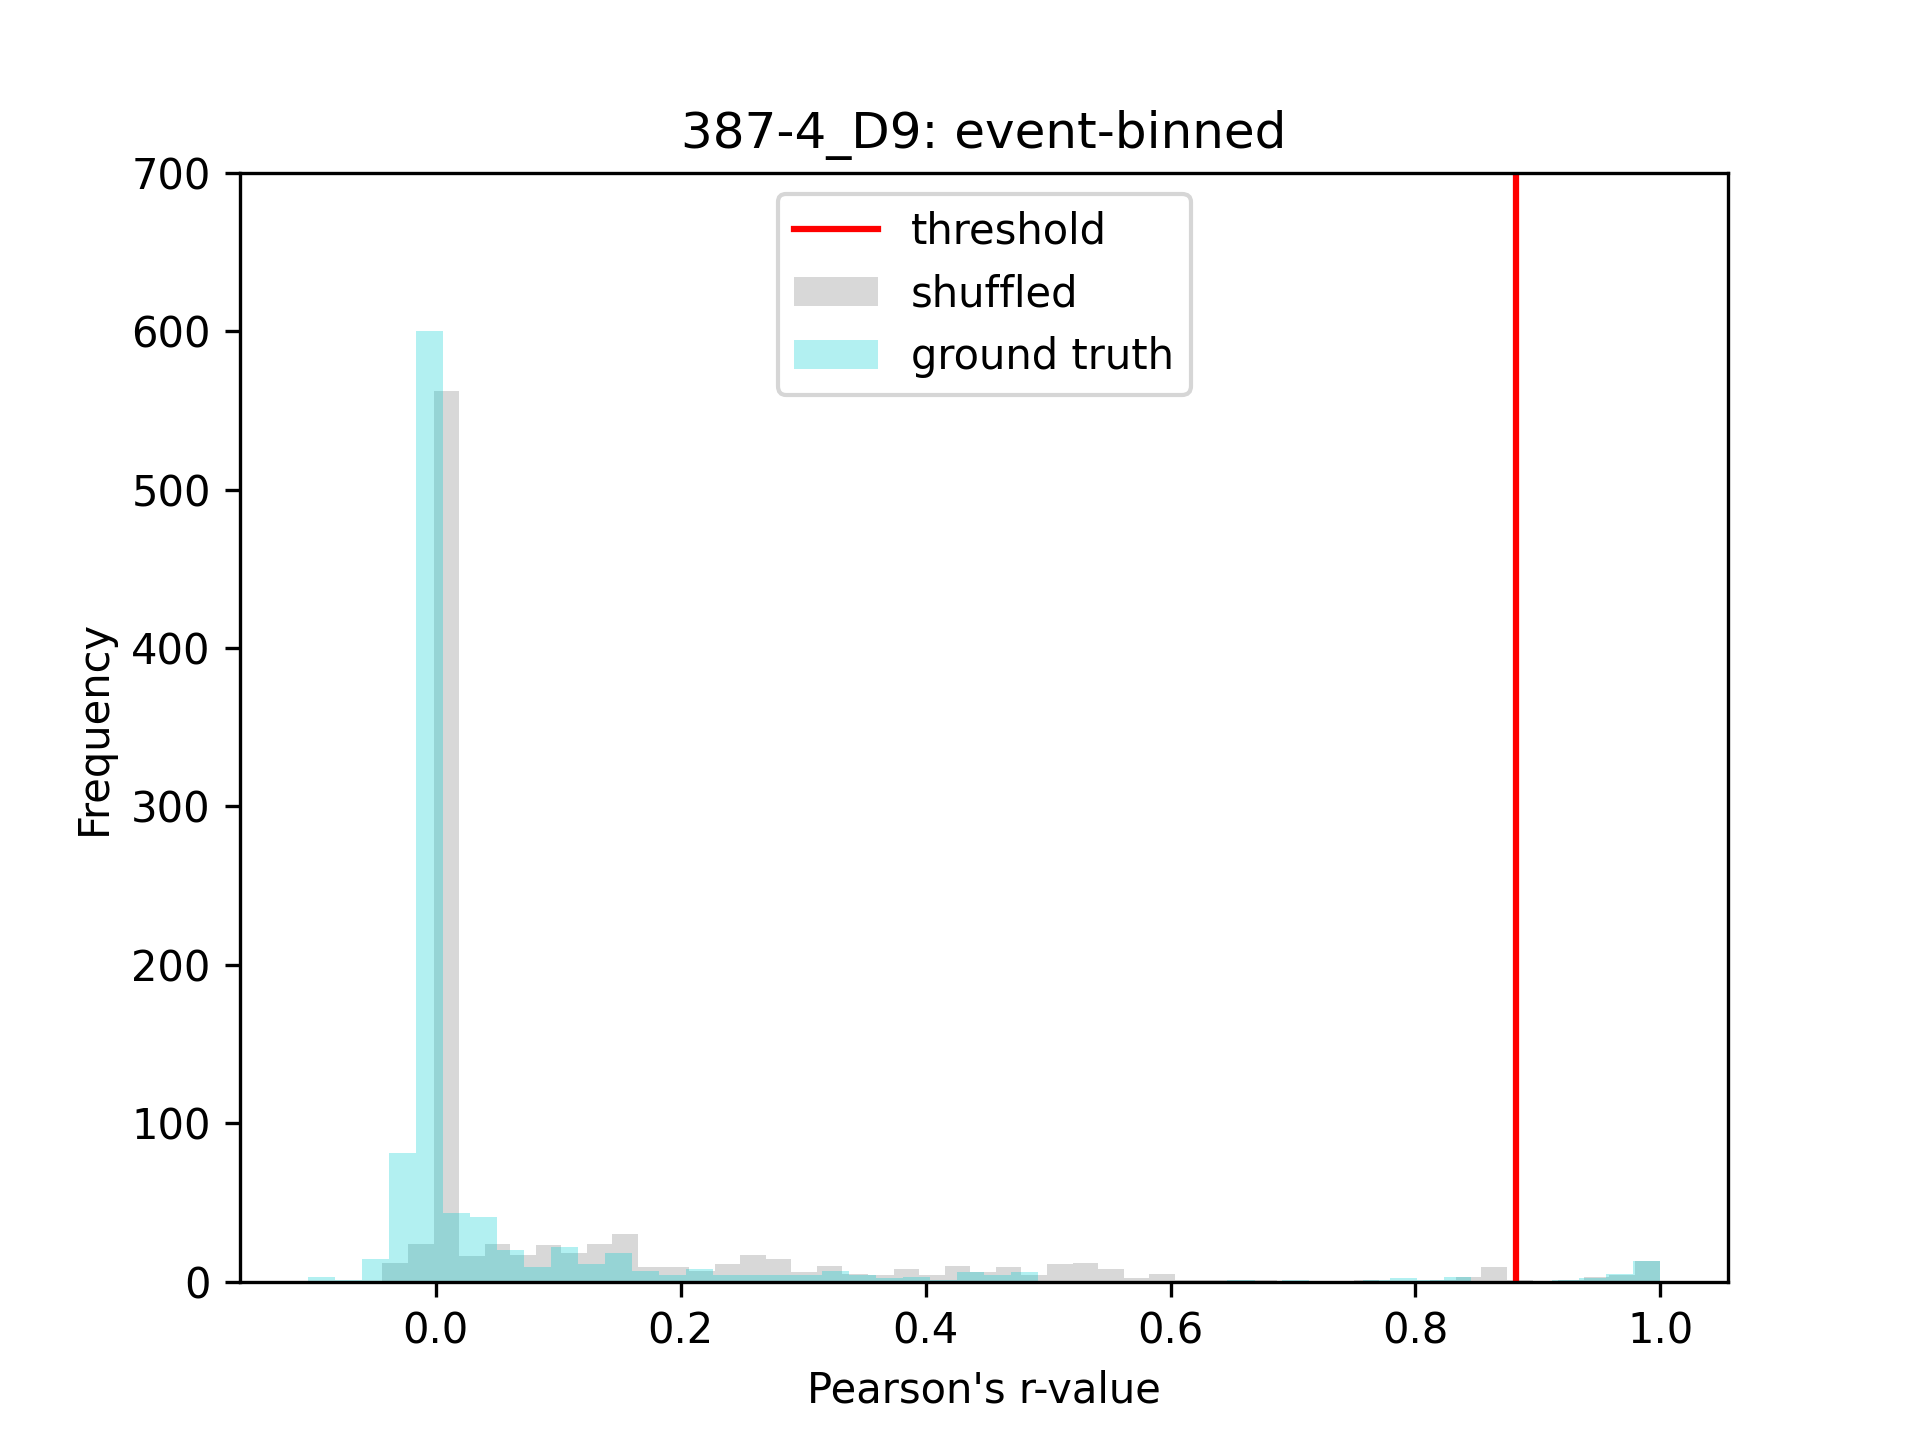 387-4_D9: event-binned
700
600
500
400
300
200
100
0
Frequency
threshold
shuffled
ground truth
0.0 0.2 0.4 0.6 0.8 1.0
Pearson's r-value